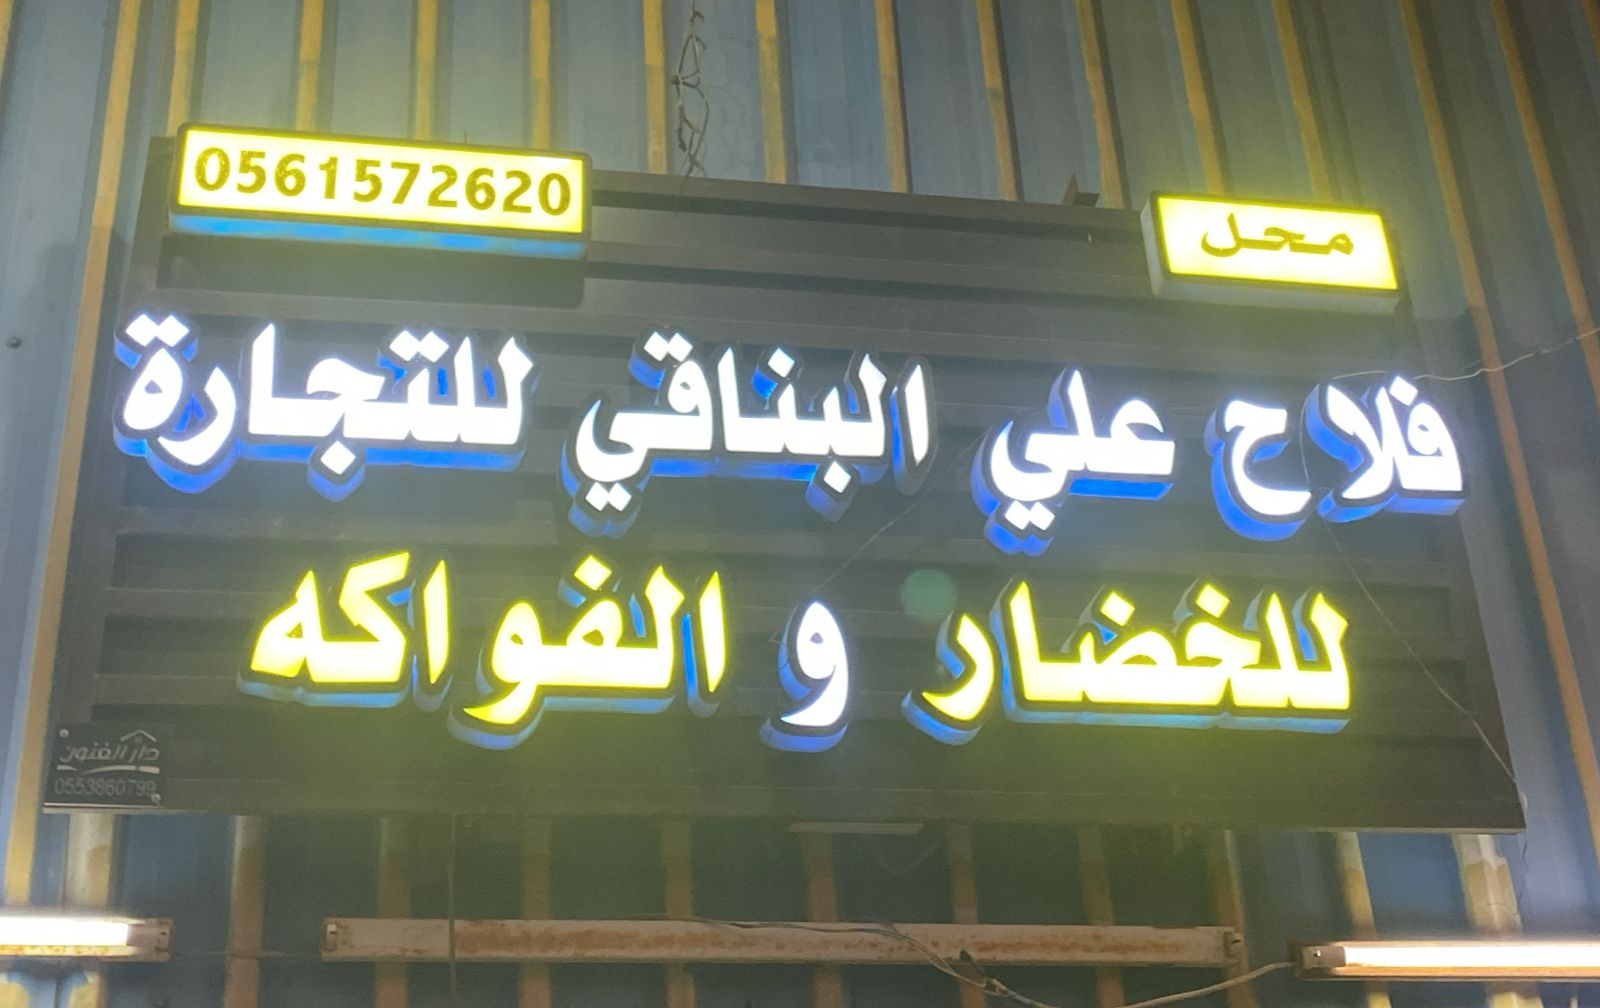 محل
0561572620
فلاح علي البناقي للتجارة
للخضار و الفواكه
دار الفنون
0553860799